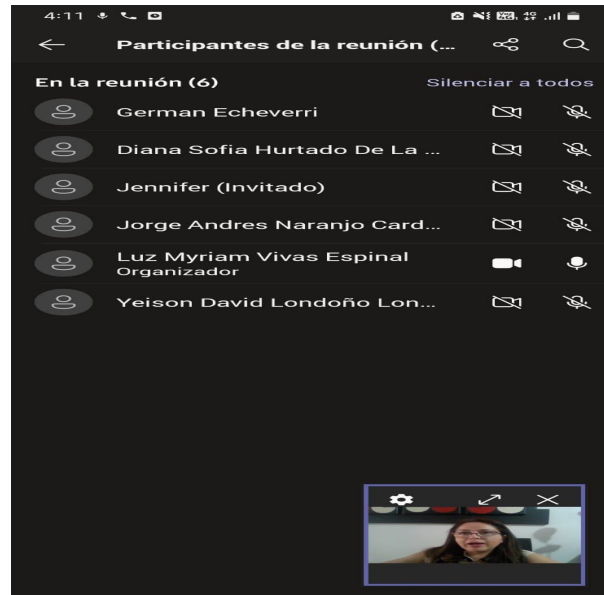 4:11
4G
Participantes de la reunión (...
En la reunión (6) Silenciar a todos
German Echeverri
Diana Sofia Hurtado De La ...
Jennifer (Invitado)
Jorge Andres Naranjo Card...
Luz Myriam Vivas Espinal
Organizador
Yeison David Londoño Lon...